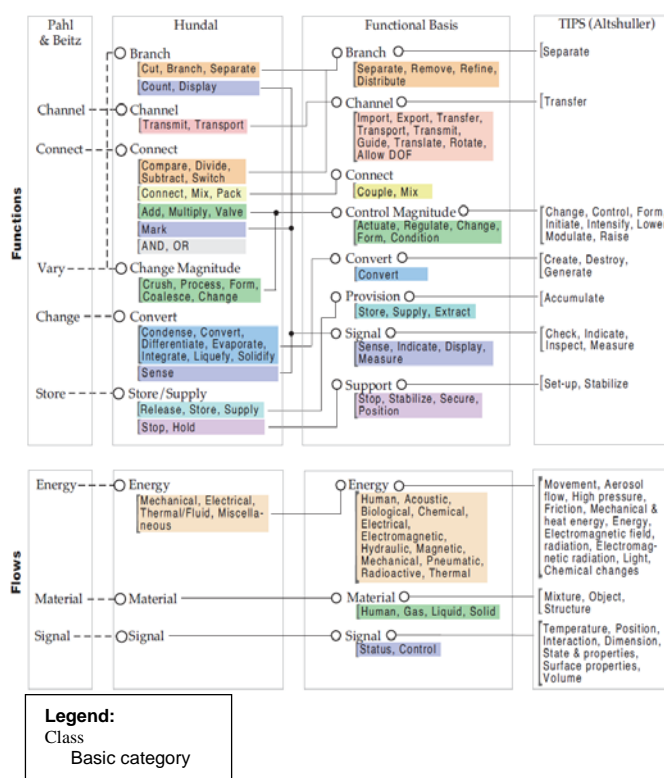 Pahl
& Beitz
Hundal
Functional Basis
TIPS (Altshuller)
Functions
Channel
Connect
Vary
Change
Store
Branch
Cut, Branch, Separate
Count, Display
Channel
Transmit, Transport
Connect
Compare, Divide,
Subtract, Switch
Connect, Mix, Pack
Add, Multiply, Valve
Mark
AND, OR
Change Magnitude
Crush, Process, Form,
Coalesce, Change
Convert
Condense, Convert,
Differentiate, Evaporate,
Integrate, Liquefy, Solidify
Sense
Store/Supply
Release, Store, Supply
Stop, Hold
Branch
Separate, Remove, Refine,
Distribute
Channel
Import, Export, Transfer,
Transport, Transmit,
Guide, Translate, Rotate,
Allow DOF
Connect
Couple, Mix
Control Magnitude
Actuate, Regulate, Change,
Form, Condition
Convert
Convert
Provision
Store, Supply, Extract
Signal
Sense, Indicate, Display,
Measure
Support
Stop, Stabilize, Secure,
Position
Separate
Transfer
Change, Control, Form,
Initiate, Intensify, Lower
Modulate, Raise
Create, Destroy,
Generate
Accumulate
Check, Indicate,
Inspect, Measure
Set-up, Stabilize
Flows
Energy
Material
Signal
Energy
Mechanical, Electrical,
Thermal/Fluid, Miscella-
neous
Material
Signal
Energy
Human, Acoustic,
Biological, Chemical,
Electrical,
Electromagnetic,
Hydraulic, Magnetic,
Mechanical, Pneumatic,
Radioactive, Thermal
Material
Human, Gas, Liquid, Solid
Signal
Status, Control
Movement, Aerosol
flow, High pressure,
Friction, Mechanical &
heat energy, Energy,
Electromagnetic field,
radiation, Electromag-
netic radiation, Light,
Chemical changes
Mixture, Object,
Structure
Temperature, Position,
Interaction, Dimension,
State & properties,
Surface properties,
Volume
Legend:
Class
Basic category